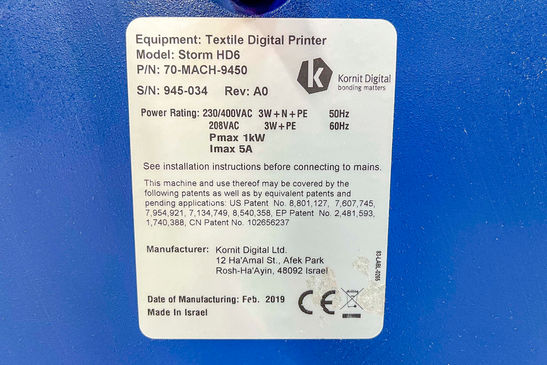 Equipment: Textile Digital Printer
Model: Storm HD6
P/N: 70-MACH-9450
S/N: 945-034 Rev: A0
k
Kornit Digital
bonding matters
Power Rating: 230/400VAC 3W+N+PE 50Hz
208VAC 3W+PE 60Hz
Pmax 1kW
Imax 5A
See installation instructions before connecting to mains.
This machine and use thereof may be covered by the
following patents as well as by equivalent patents and
pending applications: US Patent No. 8,801,127, 7,607,745,
7,954,921, 7,134,749, 8,540,358, EP Patent No. 2,481,593,
1,740,388, CN Patent No. 102656237
Manufacturer: Kornit Digital Ltd.
12 Ha'Amal St., Afek Park
Rosh-Ha'Ayin, 48092 Israel
Date of Manufacturing: Feb. 2019
Made in Israel
CE